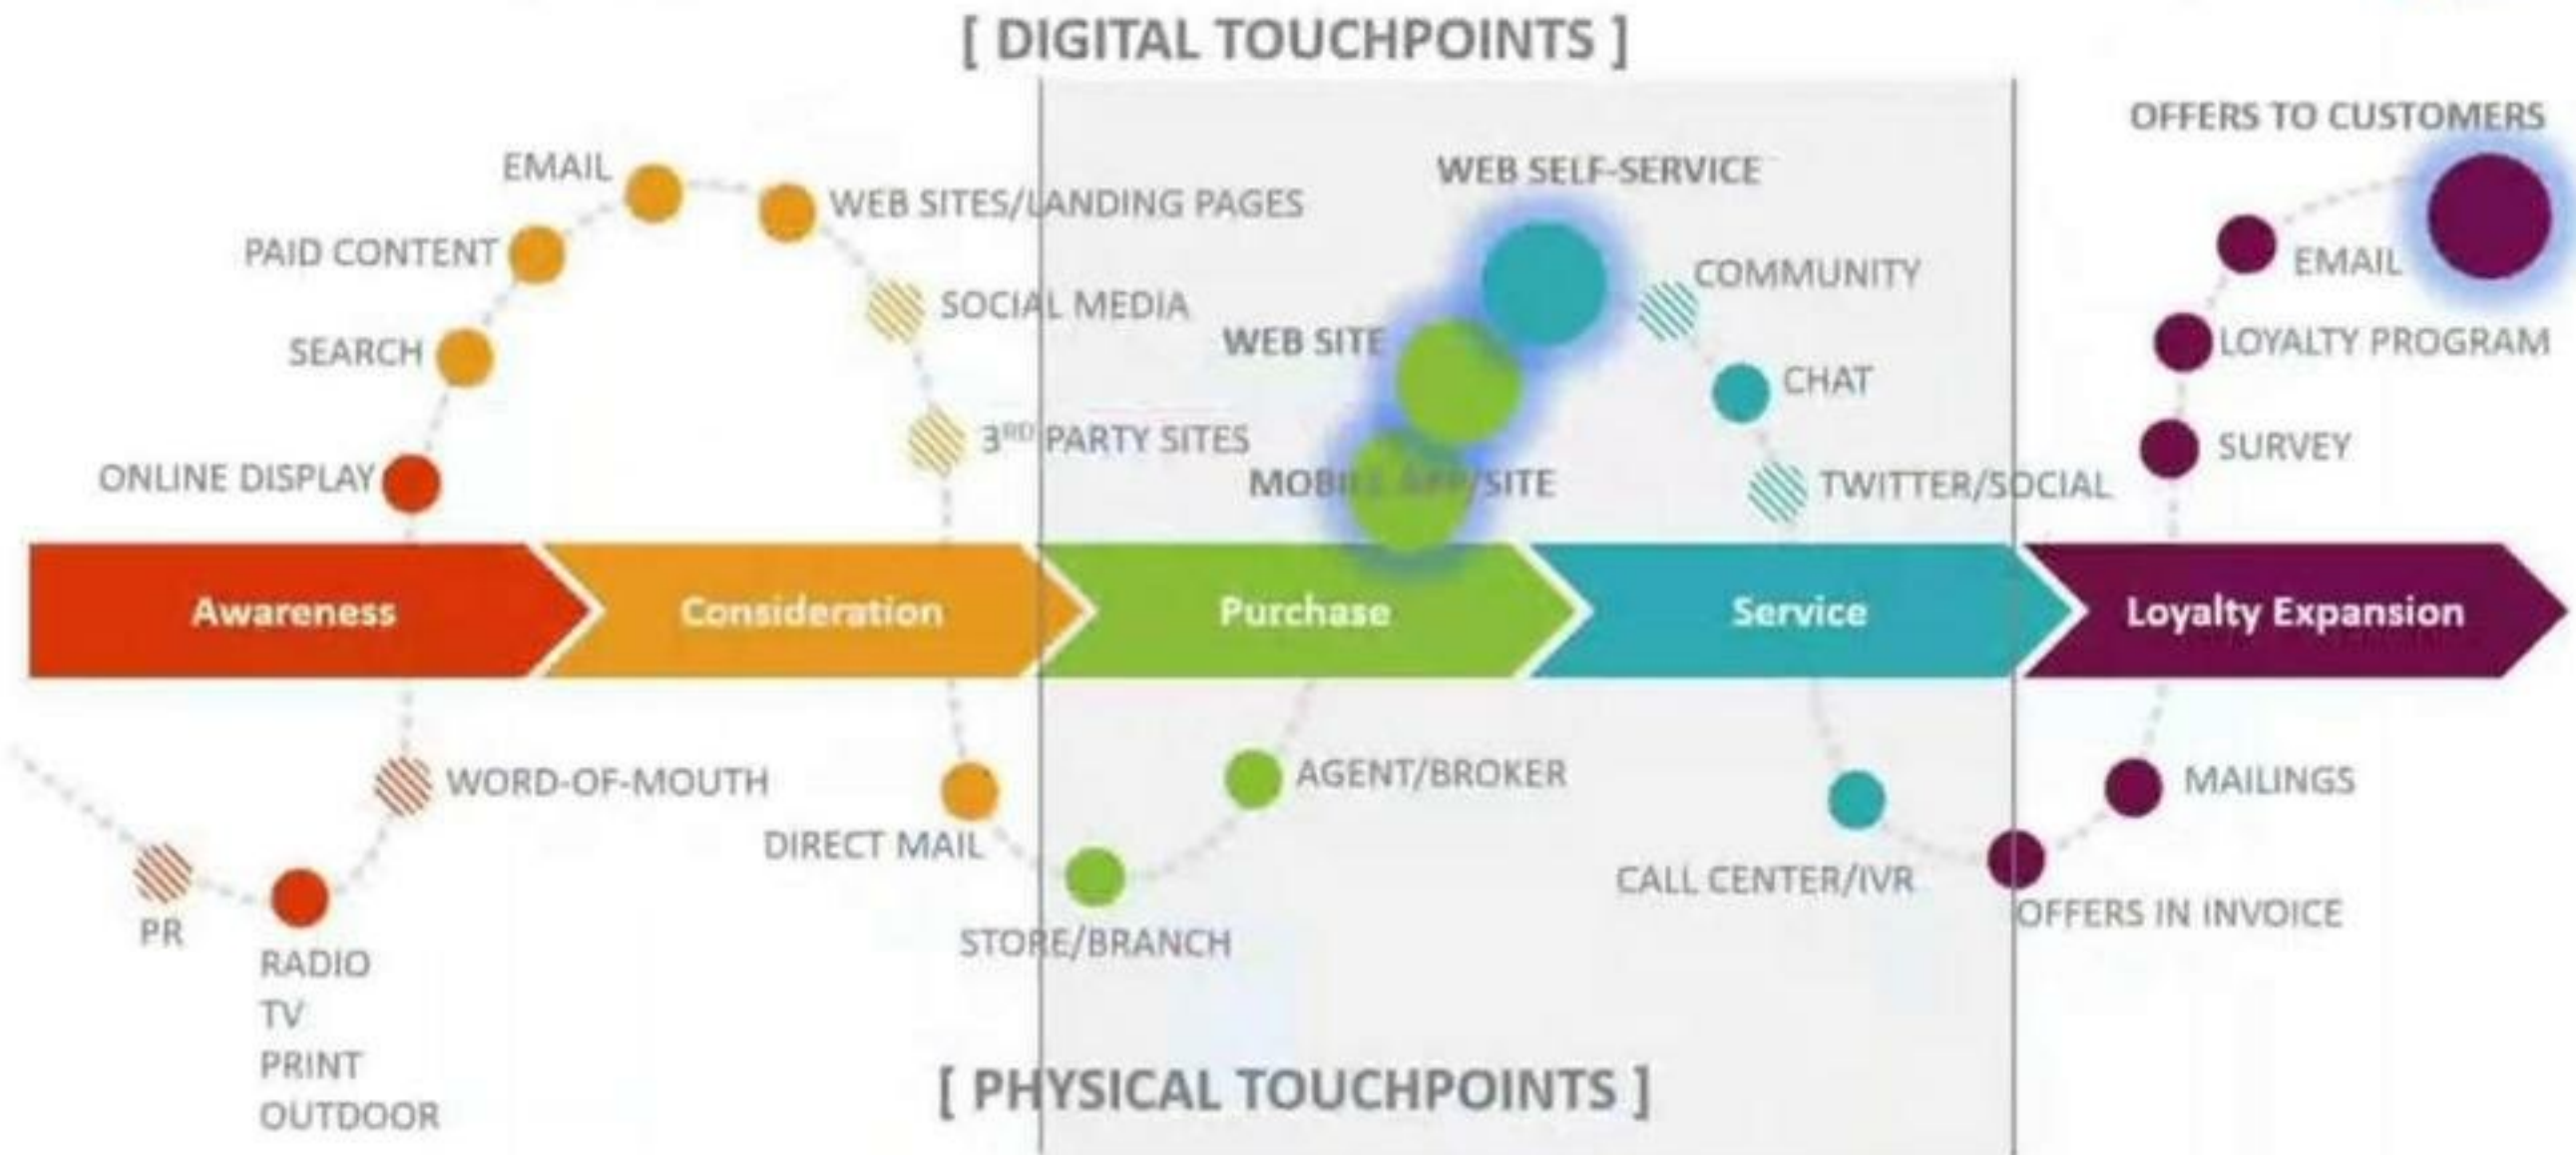 [ DIGITAL TOUCHPOINTS ]
OFFERS TO CUSTOMERS
EMAIL
WEB SELF-SERVICE
WEB SITES/LANDING PAGES
PAID CONTENT
EMAIL
COMMUNITY
SOCIAL MEDIA
WEB SITE
LOYALTY PROGRAM
SEARCH
CHAT
3RD PARTY SITES
SURVEY
ONLINE DISPLAY
MOBILE APP/SITE
TWITTER/SOCIAL
Awareness
Consideration
Purchase
Service
Loyalty Expansion
WORD-OF-MOUTH
AGENT/BROKER
MAILINGS
DIRECT MAIL
CALL CENTER/IVR
OFFERS IN INVOICE
PR
STORE/BRANCH
RADIO
TV
PRINT
OUTDOOR
[ PHYSICAL TOUCHPOINTS ]